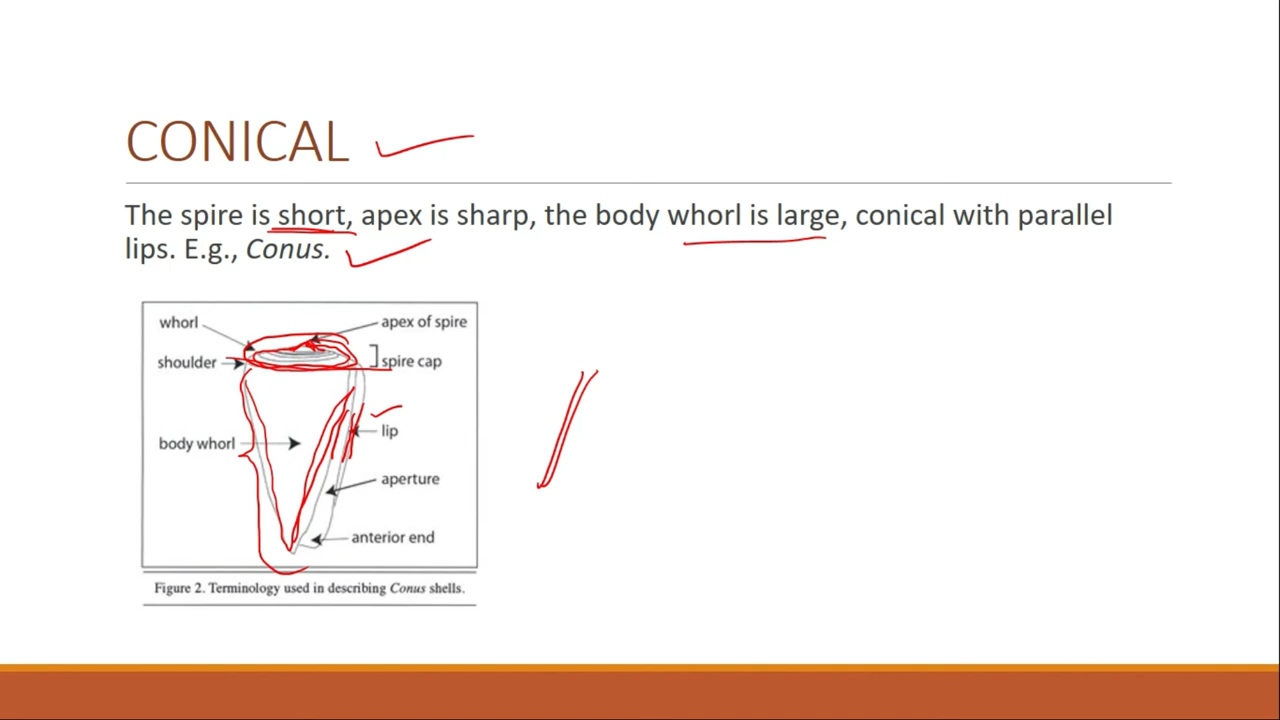 CONICAL
The spire is short, apex is sharp, the body whorl is large, conical with parallel
lips. E.g., Conus.
whorl
apex of spire
shoulder
spire cap
lip
body whorl
aperture
anterior end
Figure 2. Terminology used in describing Conus shells.